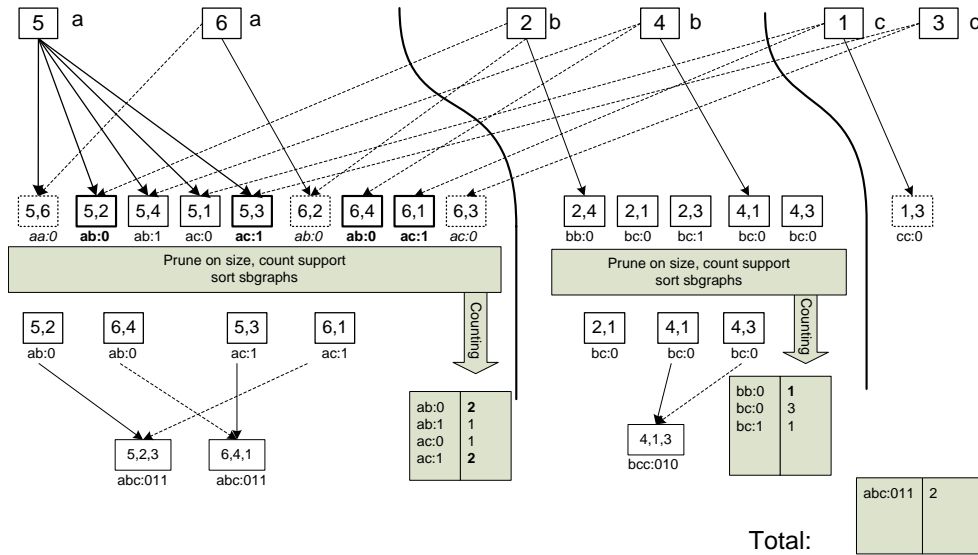 5 a 6 a 2 b 4 b 1 c 3 c
5,6 5,2 5,4 5,1 5,3 6,2 6,4 6,1 6,3 2,4 2,1 2,3 4,1 4,3 1,3
aa:0 ab:0 ab:1 ac:0 ac:1 ab:0 ab:0 ac:1 ac:0 bb:0 bc:0 bc:1 bc:0 bc:0 cc:0
Prune on size, count support
sort sbgraphs
Prune on size, count support
sort sbgraphs
Counting
Counting
5,2 6,4 5,3 6,1
ab:0 ab:0 ac:1 ac:1
2,1 4,1 4,3
bc:0 bc:0 bc:0
ab:0 2
ab:1 1
ac:0 1
ac:1 2
bb:0 1
bc:0 3
bc:1 1
5,2,3 6,4,1
abc:011 abc:011
4,1,3
bcc:010
abc:011 2
Total: